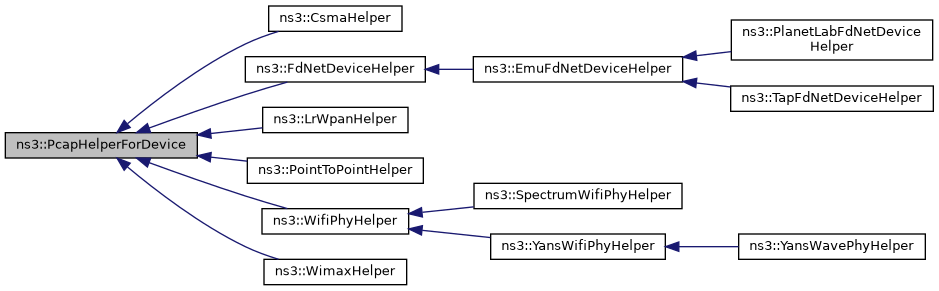 ns3::PcapHelperForDevice
ns3::CsmaHelper
ns3::FdNetDeviceHelper
ns3::EmuFdNetDeviceHelper
ns3::PlanetLabFdNetDevice
Helper
ns3::TapFdNetDeviceHelper
ns3::LrWpanHelper
ns3::PointToPointHelper
ns3::WifiPhyHelper
ns3::SpectrumWifiPhyHelper
ns3::YansWifiPhyHelper
ns3::YansWavePhyHelper
ns3::WimaxHelper